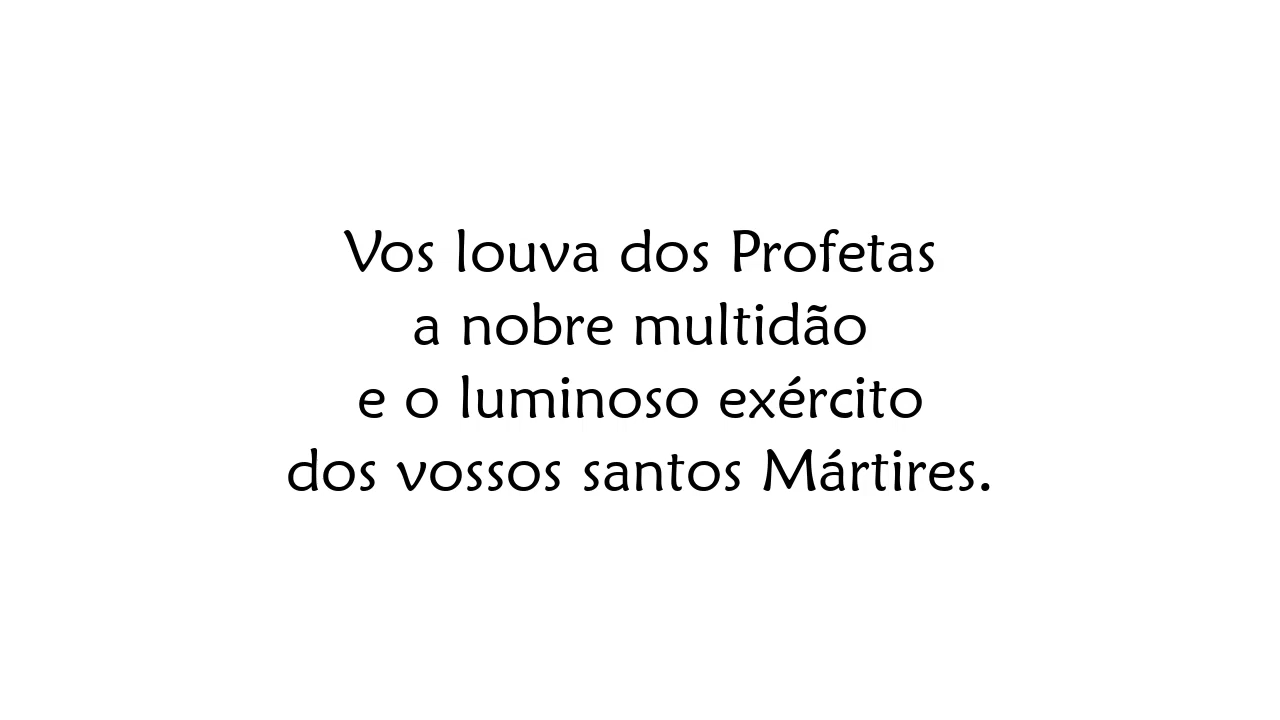 Vos louva dos Profetas
a nobre multidão
e o luminoso exército
dos vossos santos Mártires.